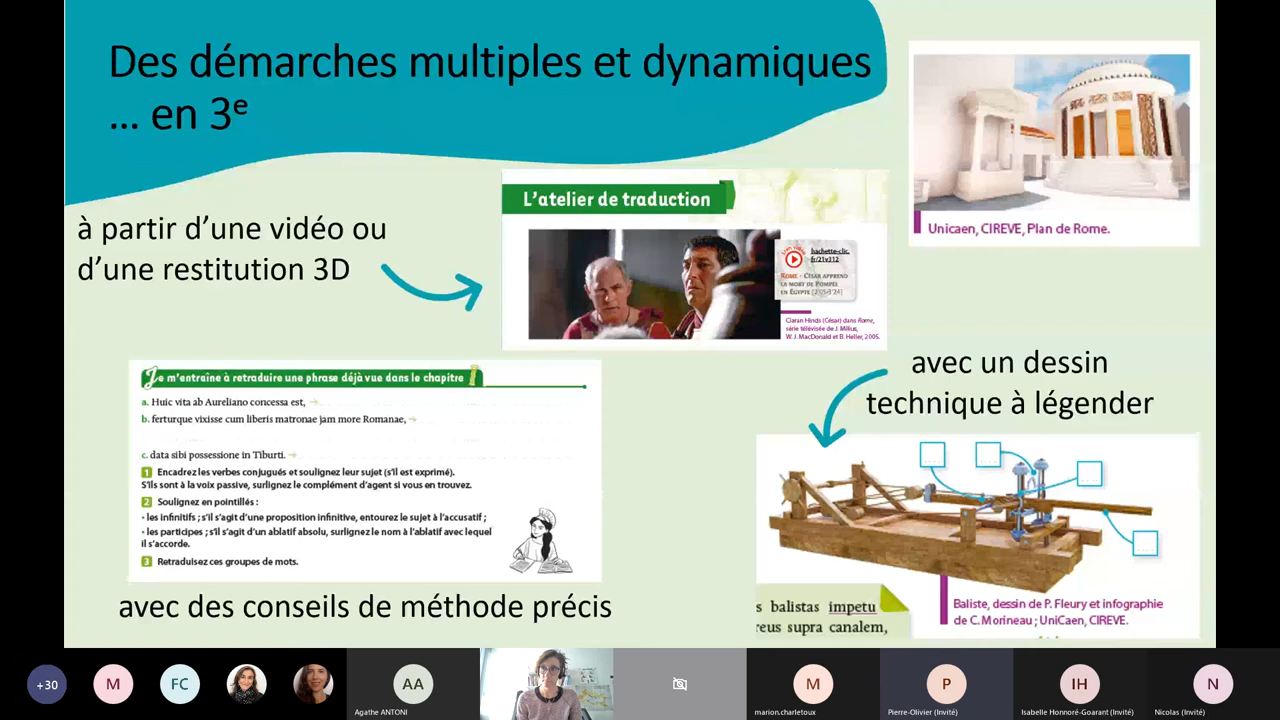 Des démarches multiples et dynamiques
... en 3e
Unicaen, CIREVE, Plan de Rome.
à partir d'une vidéo ou
d'une restitution 3D
L'atelier de traduction
hachette-clic.
fr/21vl12
ROME · CÉSAR APPREND
LA MORT DE POMPÉE
EN ÉGYPTE
Ciaran Hinds (César) dans Rome,
série télévisée de J. Milius,
W. J. MacDonald et B. Heller, 2005.
Je m'entraîne à retraduire une phrase déjà vue dans le chapitre
a. Huic vita ab Aureliano concessa est,
b. ferturque vixisse cum liberis matronae jam more Romanae,
c. data sibi possessione in Tiburti.
1 Encadrez les verbes conjugués et soulignez leur sujet (s'il est exprimé).
S'ils sont à la voix passive, surlignez le complément d'agent si vous en trouvez.
2 Soulignez en pointillés :
• les infinitifs ; s'il s'agit d'une proposition infinitive, entourez le sujet à l'accusatif ;
• les participes ; s'il s'agit d'un ablatif absolu, surlignez le nom à l'ablatif avec lequel
il s'accorde.
3 Retraduisez ces groupes de mots.
avec des conseils de méthode précis
avec un dessin
technique à légender
s balistas impetu
reus supra canalem,
Baliste, dessin de P. Fleury et infographie
de C. Morineau ; UniCaen, CIREVE.
+30
M
FC
AA
Agathe ANTONI
M
marion.charletoux
P
Pierre-Olivier (Invité)
IH
Isabelle Honnoré-Goarant (Invité)
N
Nicolas (Invité)